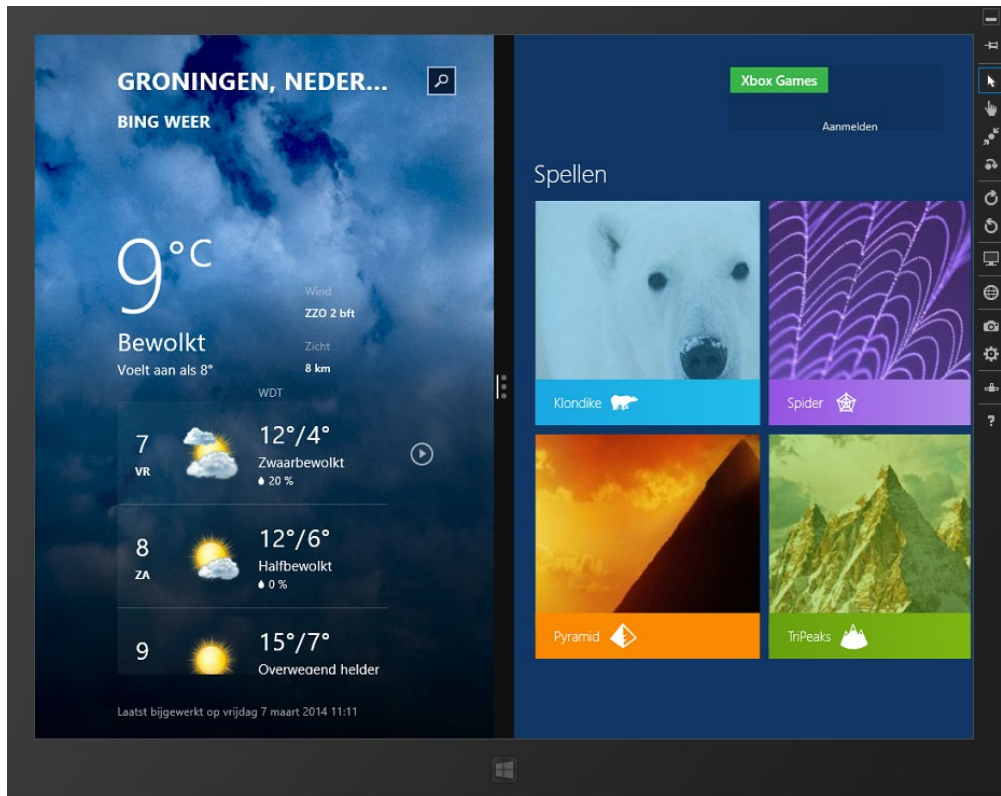 GRONINGEN, NEDER...
BING WEER
9°C
Bewolkt
Voelt aan als 8°
Wind
ZZO 2 bft
Zicht
8 km
WDT
7
VR
12°/4°
Zwaarbewolkt
20 %
8
ZA
12°/6°
Halfbewolkt
0 %
9
15°/7°
Overwegend helder
Laatst bijgewerkt op vrijdag 7 maart 2014 11:11
Xbox Games
Aanmelden
Spellen
Klondike
Spider
Pyramid
TriPeaks
?